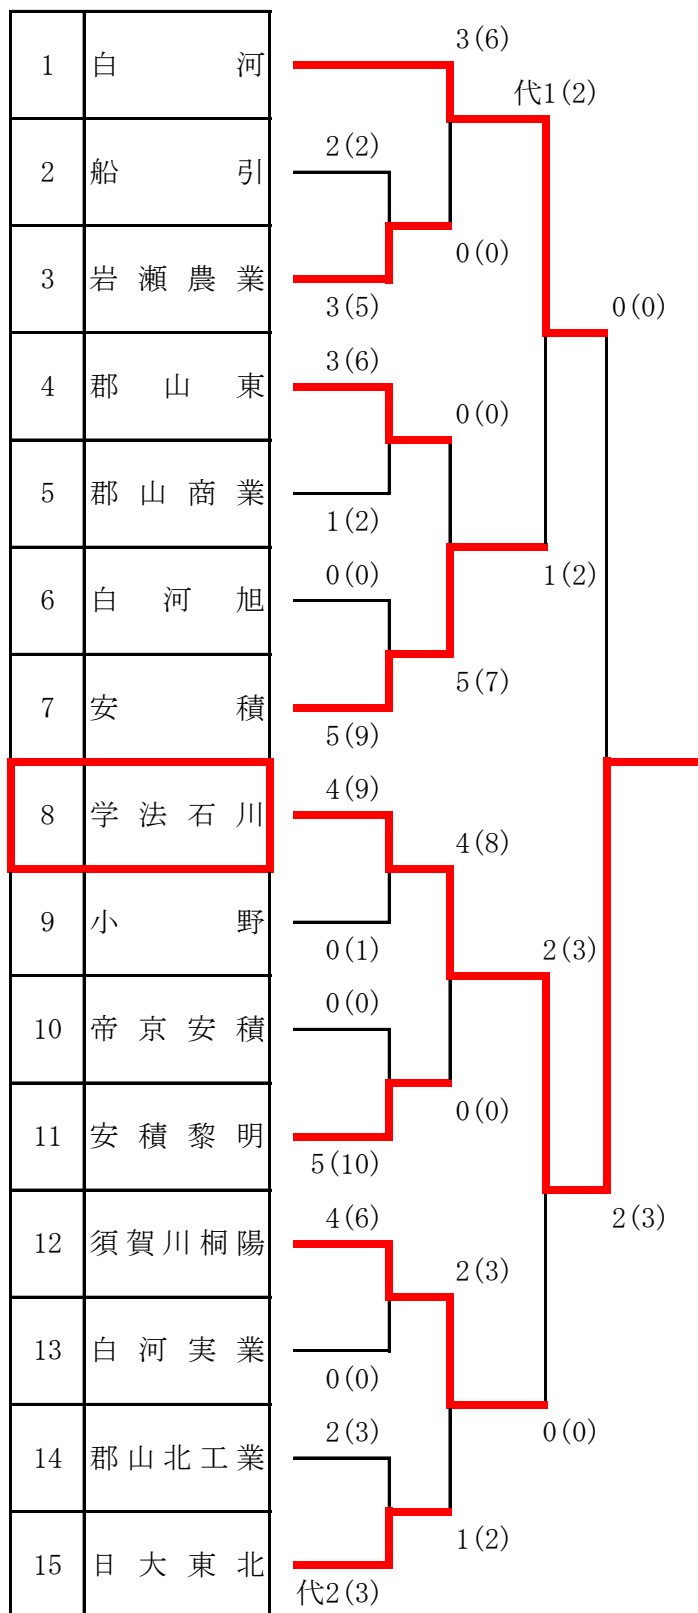 3(6)
1 白河
代1(2)
2(2)
2 船引
0(0)
3 岩瀬農業
3(5)
0(0)
3(6)
4 郡山東
0(0)
5 郡山商業
1(2)
0(0)
1(2)
6 白河旭
5(7)
7 安積
5(9)
4(9)
8 学法石川
4(8)
9 小野
0(1)
2(3)
0(0)
10 帝京安積
0(0)
11 安積黎明
5(10)
4(6)
2(3)
12 須賀川桐陽
2(3)
13 白河実業
0(0)
2(3)
0(0)
14 郡山北工業
1(2)
15 日大東北
代2(3)